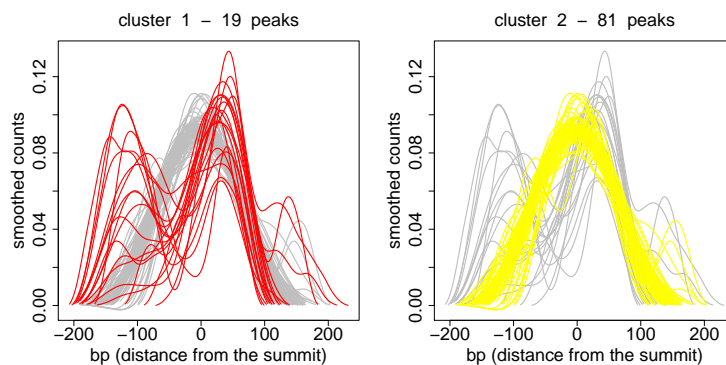 cluster 1 − 19 peaks
smoothed counts
0.00 0.04 0.08 0.12
−200 −100 0 100 200
bp (distance from the summit)
cluster 2 − 81 peaks
smoothed counts
0.00 0.04 0.08 0.12
−200 −100 0 100 200
bp (distance from the summit)